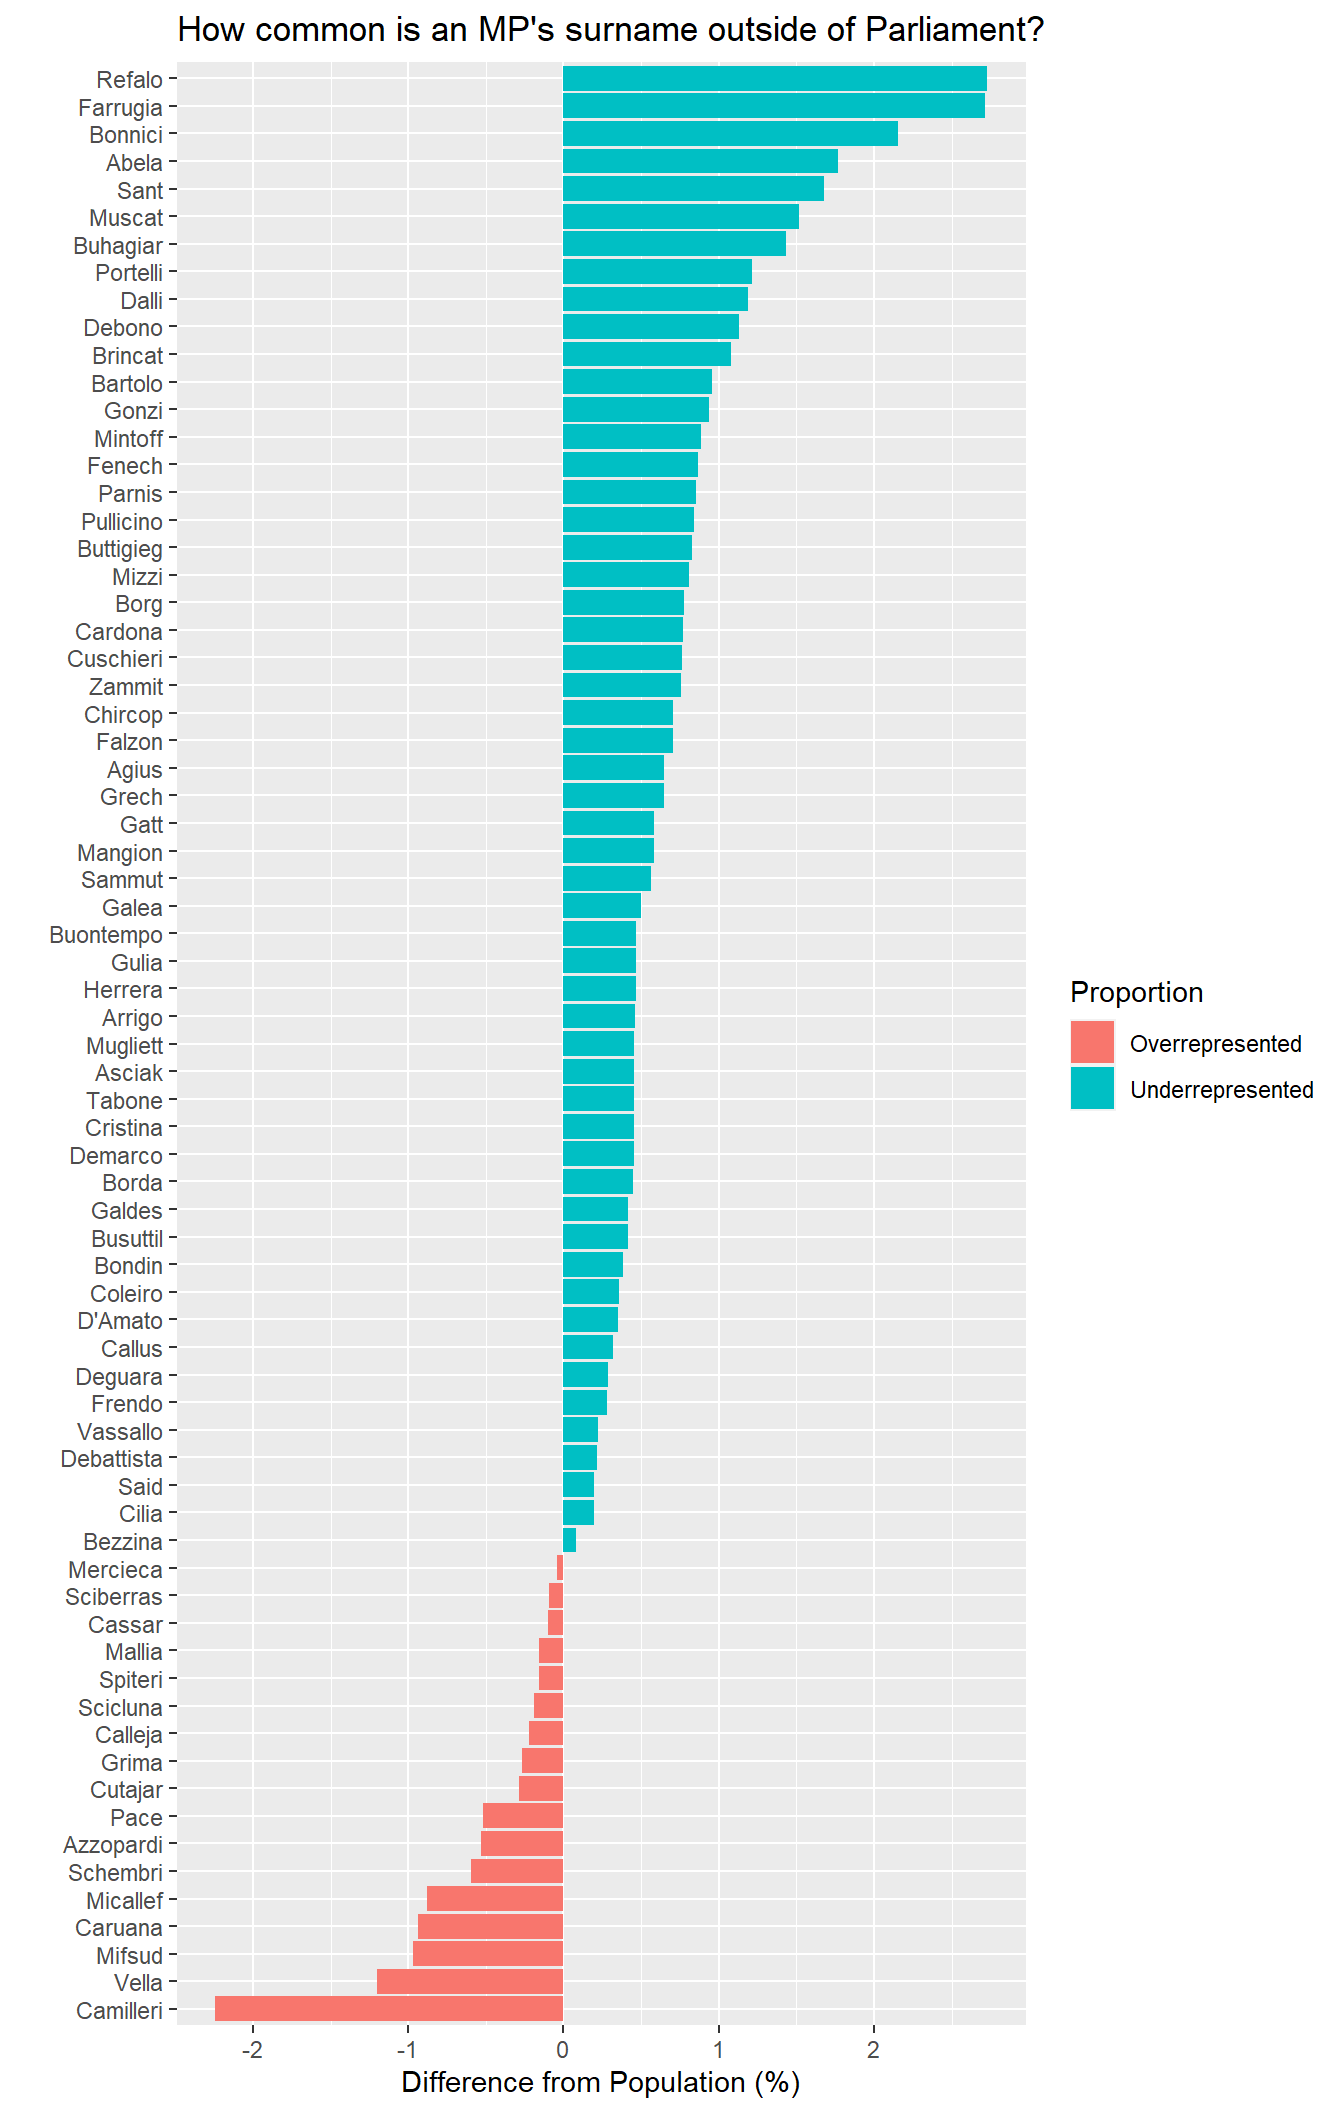 How common is an MP's surname outside of Parliament?
Refalo
Farrugia
Bonnici
Abela
Sant
Muscat
Buhagiar
Portelli
Dalli
Debono
Brincat
Bartolo
Gonzi
Mintoff
Fenech
Parnis
Pullicino
Buttigieg
Mizzi
Borg
Cardona
Cuschieri
Zammit
Chircop
Falzon
Agius
Grech
Gatt
Mangion
Sammut
Galea
Buontempo
Gulia
Herrera
Arrigo
Mugliett
Asciak
Tabone
Cristina
Demarco
Borda
Galdes
Busuttil
Bondin
Coleiro
D'Amato
Callus
Deguara
Frendo
Vassallo
Debattista
Said
Cilia
Bezzina
Mercieca
Sciberras
Cassar
Mallia
Spiteri
Scicluna
Calleja
Grima
Cutajar
Pace
Azzopardi
Schembri
Micallef
Caruana
Mifsud
Vella
Camilleri
-2 -1 0 1 2
Difference from Population (%)
Proportion
Overrepresented
Underrepresented